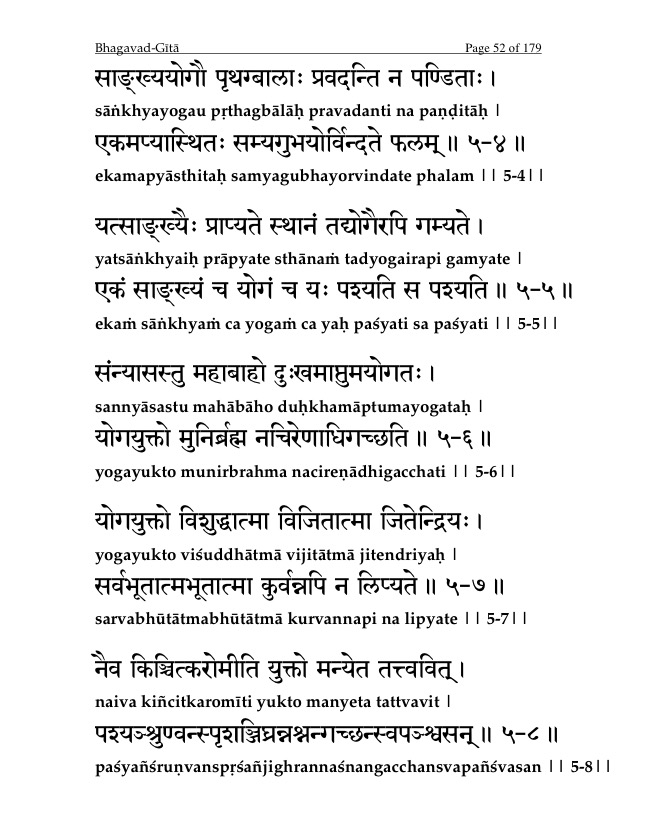 Bhagavad-Gītā Page 52 of 179
साङ्ख्ययोगौ पृथग्बालाः प्रवदन्ति न पण्डिताः ।
sāṅkhyayogau pṛthagbālāḥ pravadanti na paṇḍitāḥ |
एकमप्यास्थितः सम्यगुभयोर्विन्दते फलम् ॥ ५-४॥
ekamapyāsthitaḥ samyagubhayorvindate phalam || 5-4||
यत्साङ्ख्यैः प्राप्यते स्थानं तद्योगैरपि गम्यते ।
yatsāṅkhyaiḥ prāpyate sthānaṁ tadyogairapi gamyate |
एकं साङ्ख्यं च योगं च यः पश्यति स पश्यति ॥ ५-५॥
ekaṁ sāṅkhyaṁ ca yogaṁ ca yaḥ paśyati sa paśyati || 5-5||
संन्यासस्तु महाबाहो दुःखमाप्तुमयोगतः ।
sannyāsastu mahābāho duḥkhamāptumayogataḥ |
योगयुक्तो मुनिर्ब्रह्म नचिरेणाधिगच्छति ॥ ५-६॥
yogayukto munirbrahma nacireṇādhigacchati || 5-6||
योगयुक्तो विशुद्धात्मा विजितात्मा जितेन्द्रियः ।
yogayukto viśuddhātmā vijitātmā jitendriyaḥ |
सर्वभूतात्मभूतात्मा कुर्वन्नपि न लिप्यते ॥ ५-७॥
sarvabhūtātmabhūtātmā kurvannapi na lipyate || 5-7||
नैव किञ्चित्करोमीति युक्तो मन्येत तत्त्ववित् ।
naiva kiñcitkaromīti yukto manyeta tattvavit |
पश्यञ्श्रुण्वन्स्पृशञ्जिघ्रन्नश्नन्गच्छन्स्वपञ्श्वसन् ॥ ५-८॥
paśyañśruṇvanspṛśañjighrannaśnangacchansvapañśvasan || 5-8||